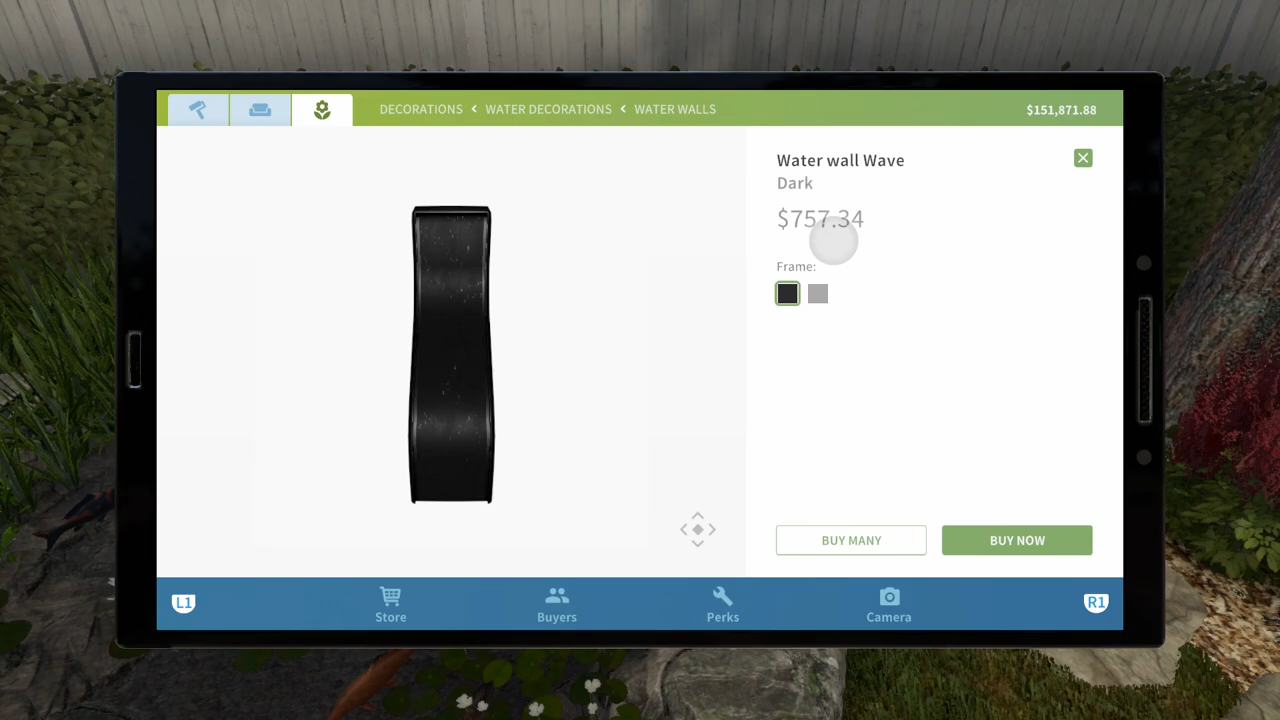 DECORATIONS < WATER DECORATIONS < WATER WALLS
$151,871.88
Water wall Wave
Dark
$757.34
Frame:
BUY MANY
BUY NOW
L1
Store
Buyers
Perks
Camera
R1